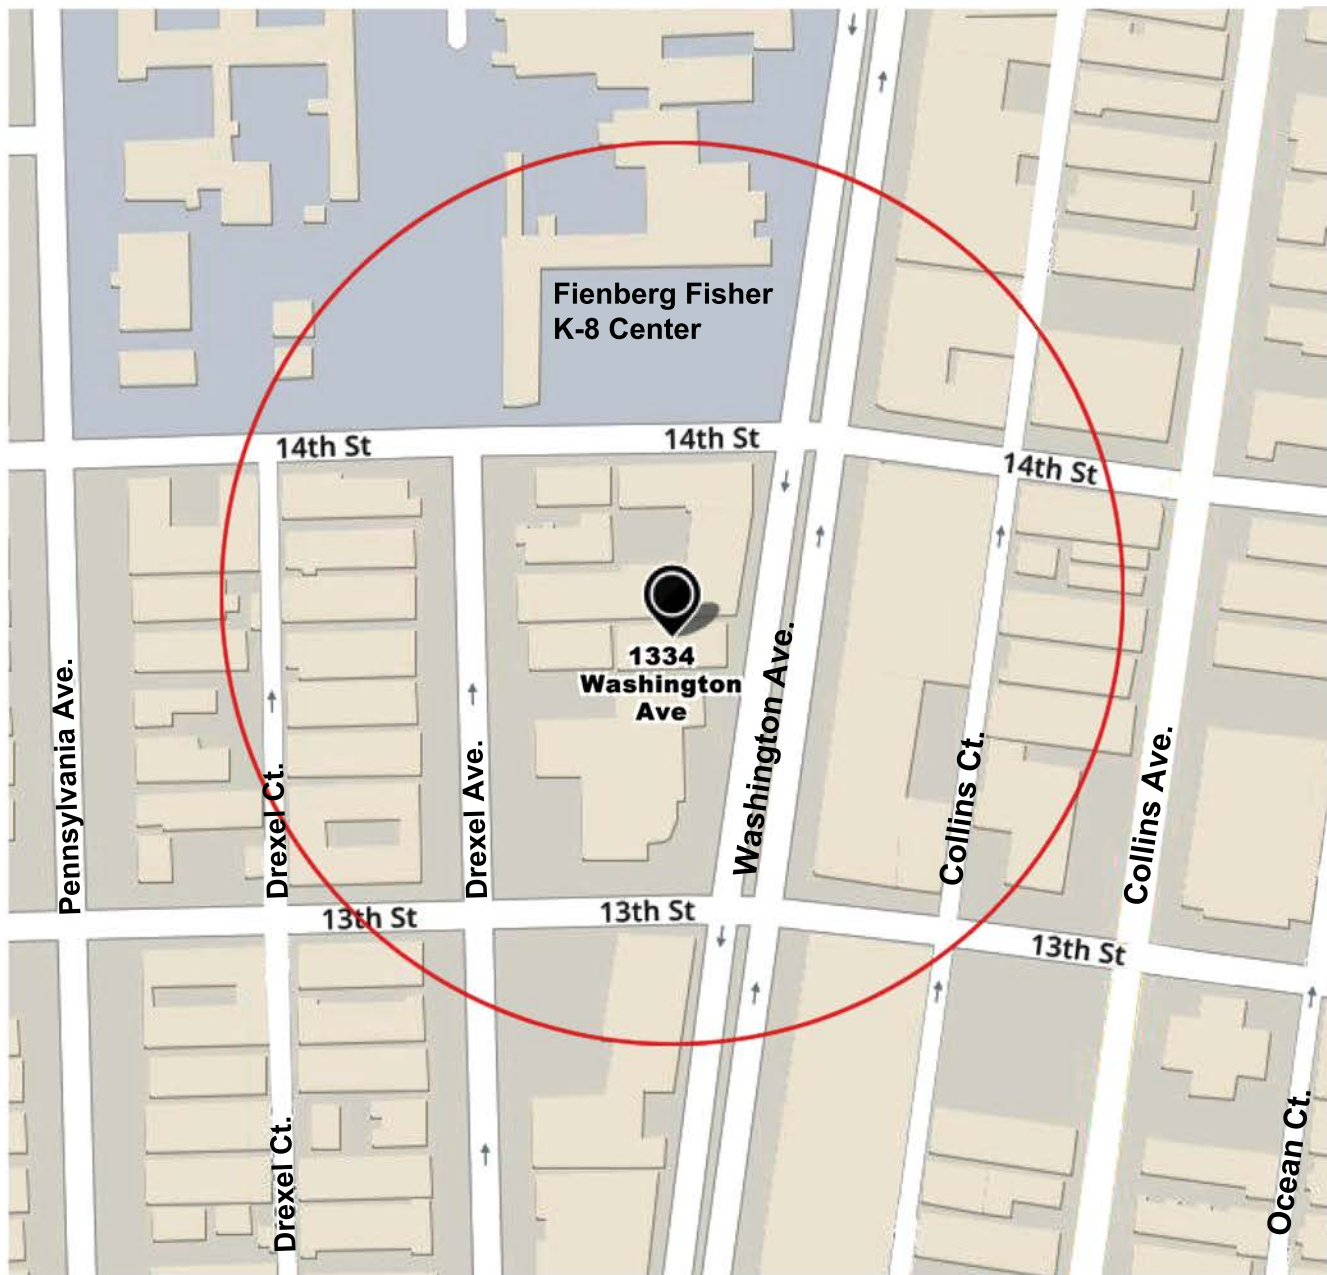 Fienberg Fisher
K-8 Center
14th St
14th St
14th St
1334
Washington
Ave
Pennsylvania Ave.
Drexel Ct.
Drexel Ave.
Washington Ave.
Collins Ct.
Collins Ave.
13th St
13th St
13th St
Drexel Ct.
Ocean Ct.